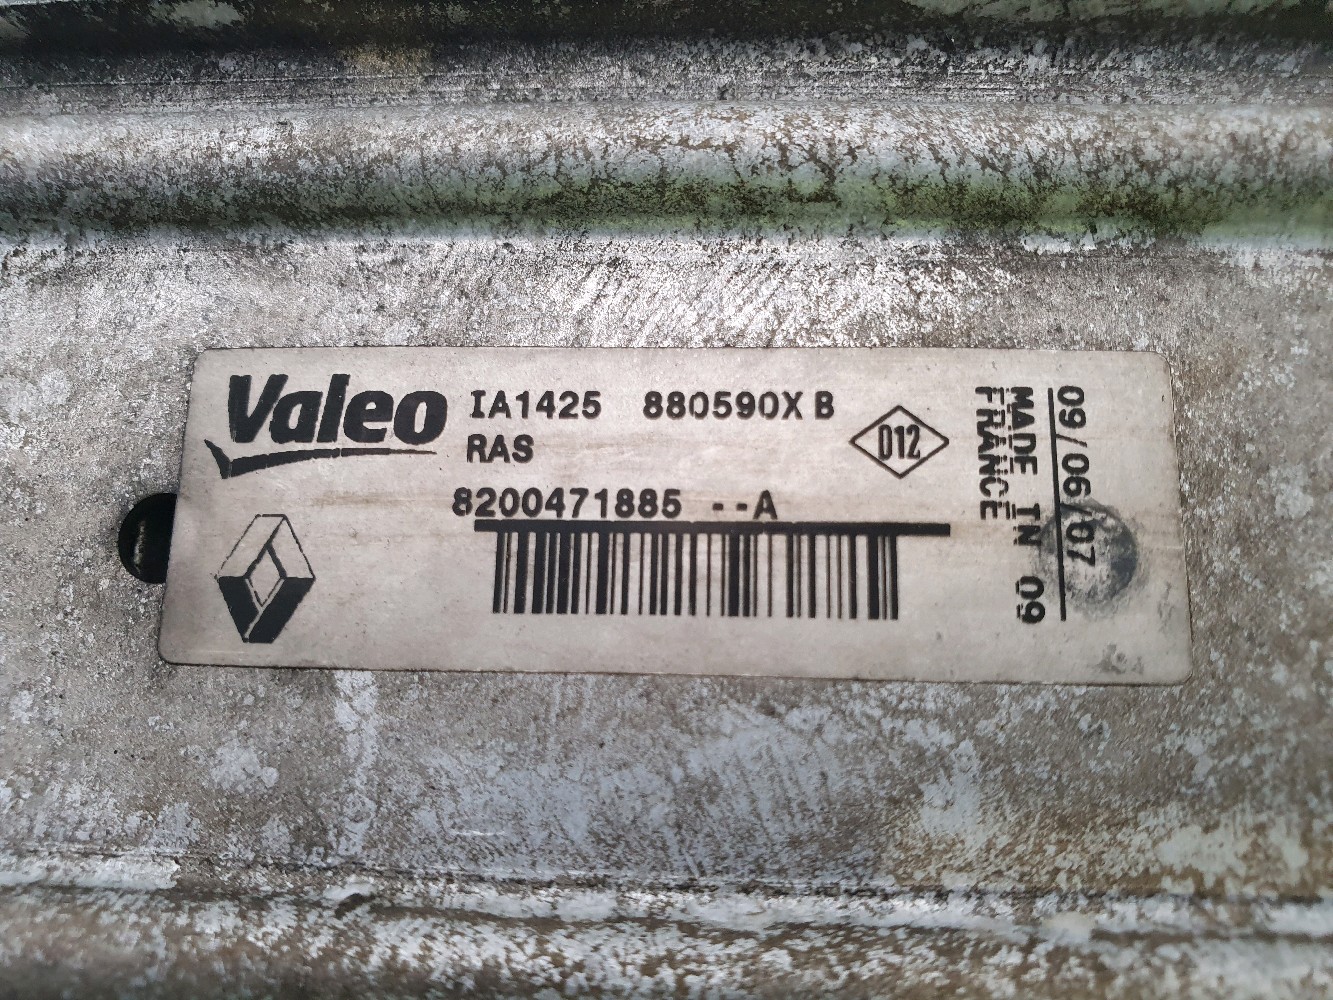 Valeo
IA1425 880590X B
RAS
8200471885 --A
D12
MADE IN 09
FRANCE
09/06/07